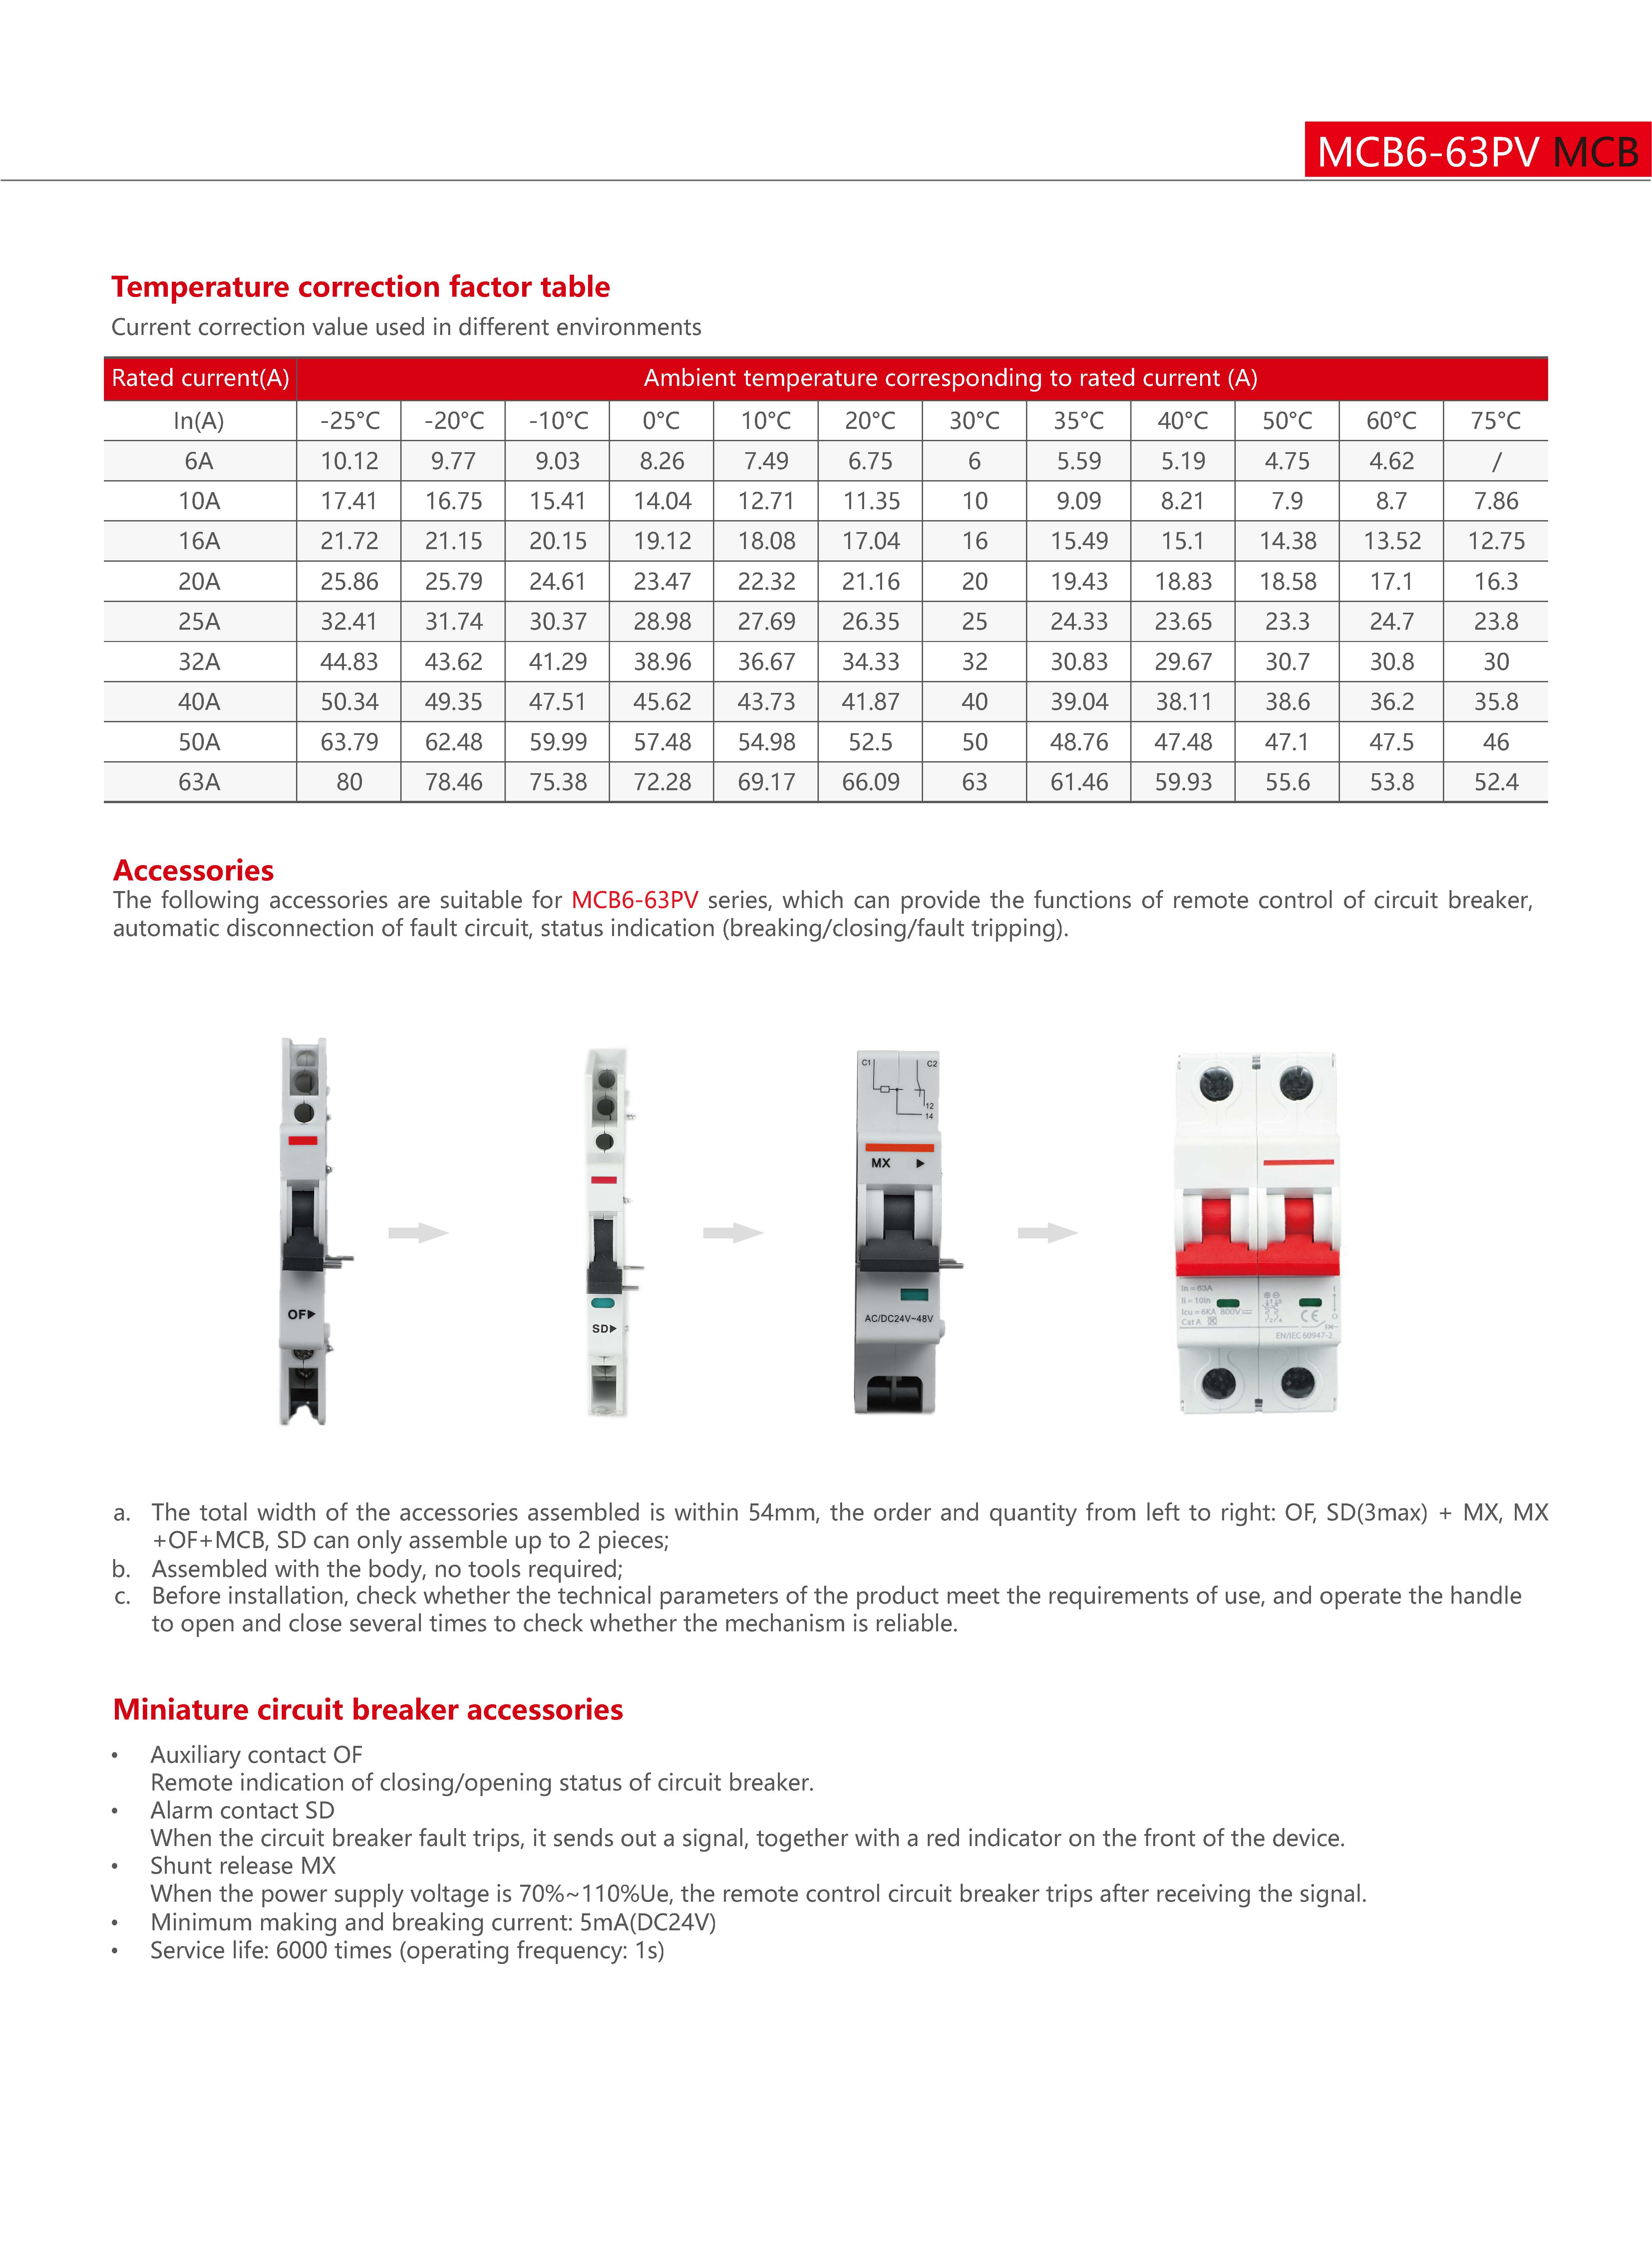 MCB6-63PV MCB
Temperature correction factor table
Current correction value used in different environments
Rated current(A) Ambient temperature corresponding to rated current (A)
In(A) -25°C -20°C -10°C 0°C 10°C 20°C 30°C 35°C 40°C 50°C 60°C 75°C
6A 10.12 9.77 9.03 8.26 7.49 6.75 6 5.59 5.19 4.75 4.62 /
10A 17.41 16.75 15.41 14.04 12.71 11.35 10 9.09 8.21 7.9 8.7 7.86
16A 21.72 21.15 20.15 19.12 18.08 17.04 16 15.49 15.1 14.38 13.52 12.75
20A 25.86 25.79 24.61 23.47 22.32 21.16 20 19.43 18.83 18.58 17.1 16.3
25A 32.41 31.74 30.37 28.98 27.69 26.35 25 24.33 23.65 23.3 24.7 23.8
32A 44.83 43.62 41.29 38.96 36.67 34.33 32 30.83 29.67 30.7 30.8 30
40A 50.34 49.35 47.51 45.62 43.73 41.87 40 39.04 38.11 38.6 36.2 35.8
50A 63.79 62.48 59.99 57.48 54.98 52.5 50 48.76 47.48 47.1 47.5 46
63A 80 78.46 75.38 72.28 69.17 66.09 63 61.46 59.93 55.6 53.8 52.4
Accessories
The following accessories are suitable for MCB6-63PV series, which can provide the functions of remote control of circuit breaker,
automatic disconnection of fault circuit, status indication (breaking/closing/fault tripping).
C1 C2
12
14
MX ▶
OF▶
SD▶
AC/DC24V~48V
In=63A
Ii=10In
Icu=6KA 800V
Cat A
CE
EN/IEC 60947-2
a. The total width of the accessories assembled is within 54mm, the order and quantity from left to right: OF, SD(3max) + MX, MX
+OF+MCB, SD can only assemble up to 2 pieces;
b. Assembled with the body, no tools required;
c. Before installation, check whether the technical parameters of the product meet the requirements of use, and operate the handle
to open and close several times to check whether the mechanism is reliable.
Miniature circuit breaker accessories
• Auxiliary contact OF
Remote indication of closing/opening status of circuit breaker.
• Alarm contact SD
When the circuit breaker fault trips, it sends out a signal, together with a red indicator on the front of the device.
• Shunt release MX
When the power supply voltage is 70%~110%Ue, the remote control circuit breaker trips after receiving the signal.
• Minimum making and breaking current: 5mA(DC24V)
• Service life: 6000 times (operating frequency: 1s)